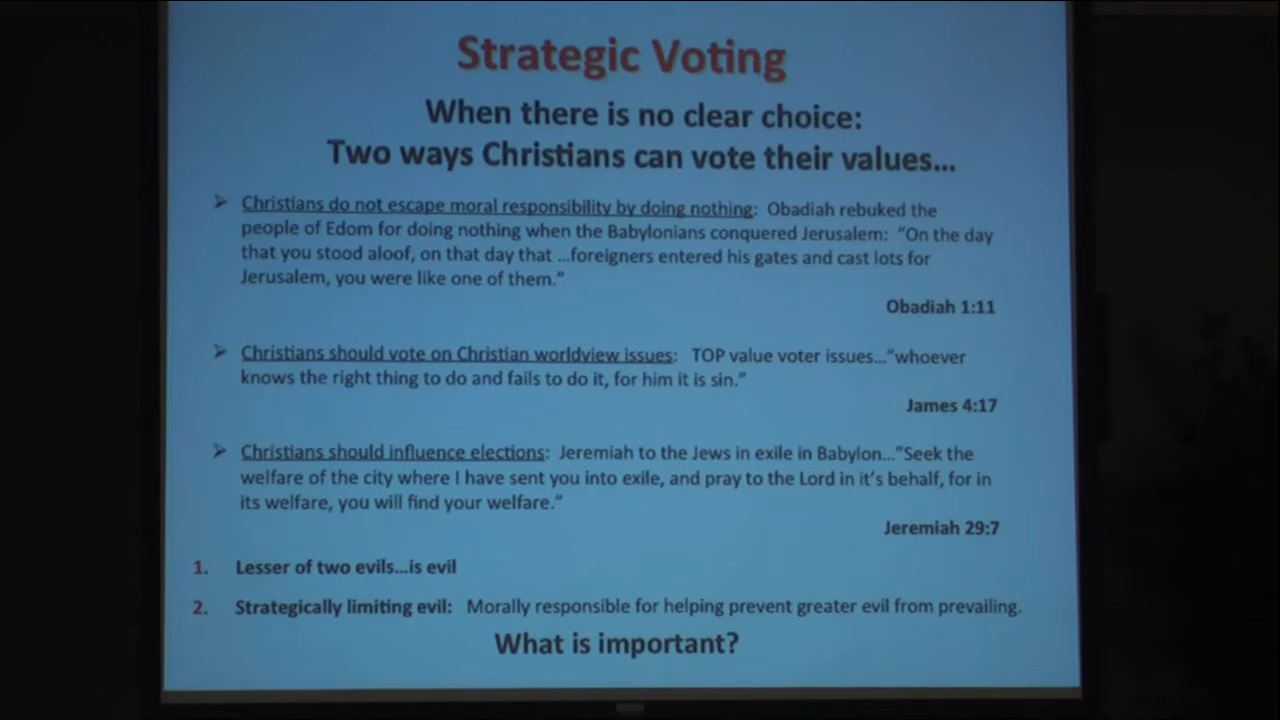 Strategic Voting
When there is no clear choice:
Two ways Christians can vote their values...
➢ Christians do not escape moral responsibility by doing nothing: Obadiah rebuked the
people of Edom for doing nothing when the Babylonians conquered Jerusalem: “On the day
that you stood aloof, on that day that ...foreigners entered his gates and cast lots for
Jerusalem, you were like one of them.”
Obadiah 1:11
➢ Christians should vote on Christian worldview issues: TOP value voter issues...”whoever
knows the right thing to do and fails to do it, for him it is sin.”
James 4:17
➢ Christians should influence elections: Jeremiah to the Jews in exile in Babylon...”Seek the
welfare of the city where I have sent you into exile, and pray to the Lord in it’s behalf, for in
its welfare, you will find your welfare.”
Jeremiah 29:7
1. Lesser of two evils...is evil
2. Strategically limiting evil: Morally responsible for helping prevent greater evil from prevailing.
What is important?